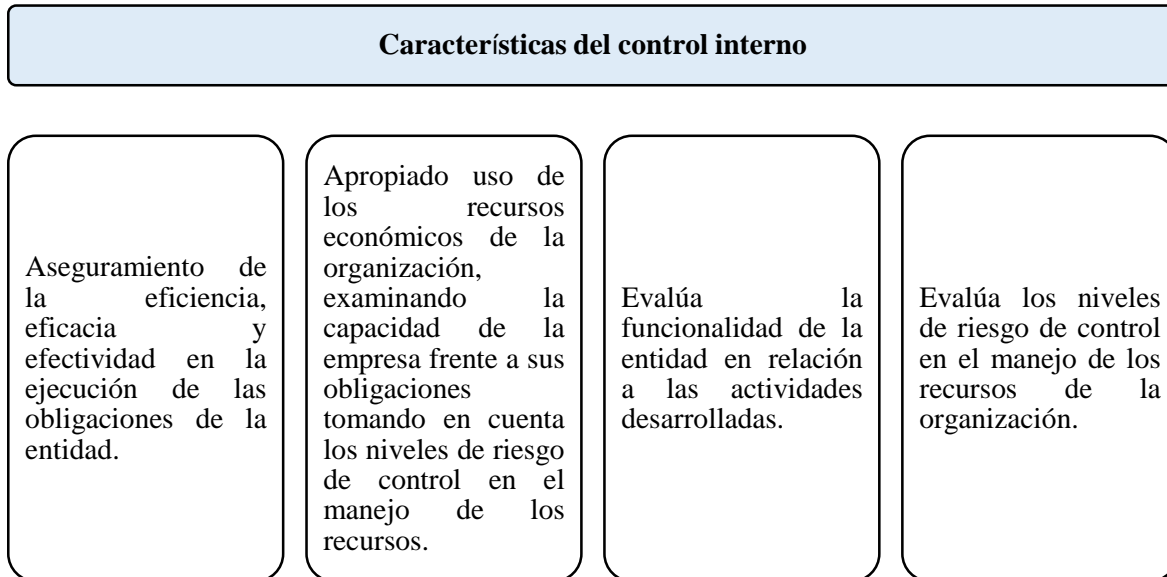 Características del control interno
Aseguramiento de
la eficiencia,
eficacia y
efectividad en la
ejecución de las
obligaciones de la
entidad.
Apropiado uso de
los recursos
económicos de la
organización,
examinando la
capacidad de la
empresa frente a sus
obligaciones
tomando en cuenta
los niveles de riesgo
de control en el
manejo de los
recursos.
Evalúa la
funcionalidad de la
entidad en relación
a las actividades
desarrolladas.
Evalúa los niveles
de riesgo de control
en el manejo de los
recursos de la
organización.